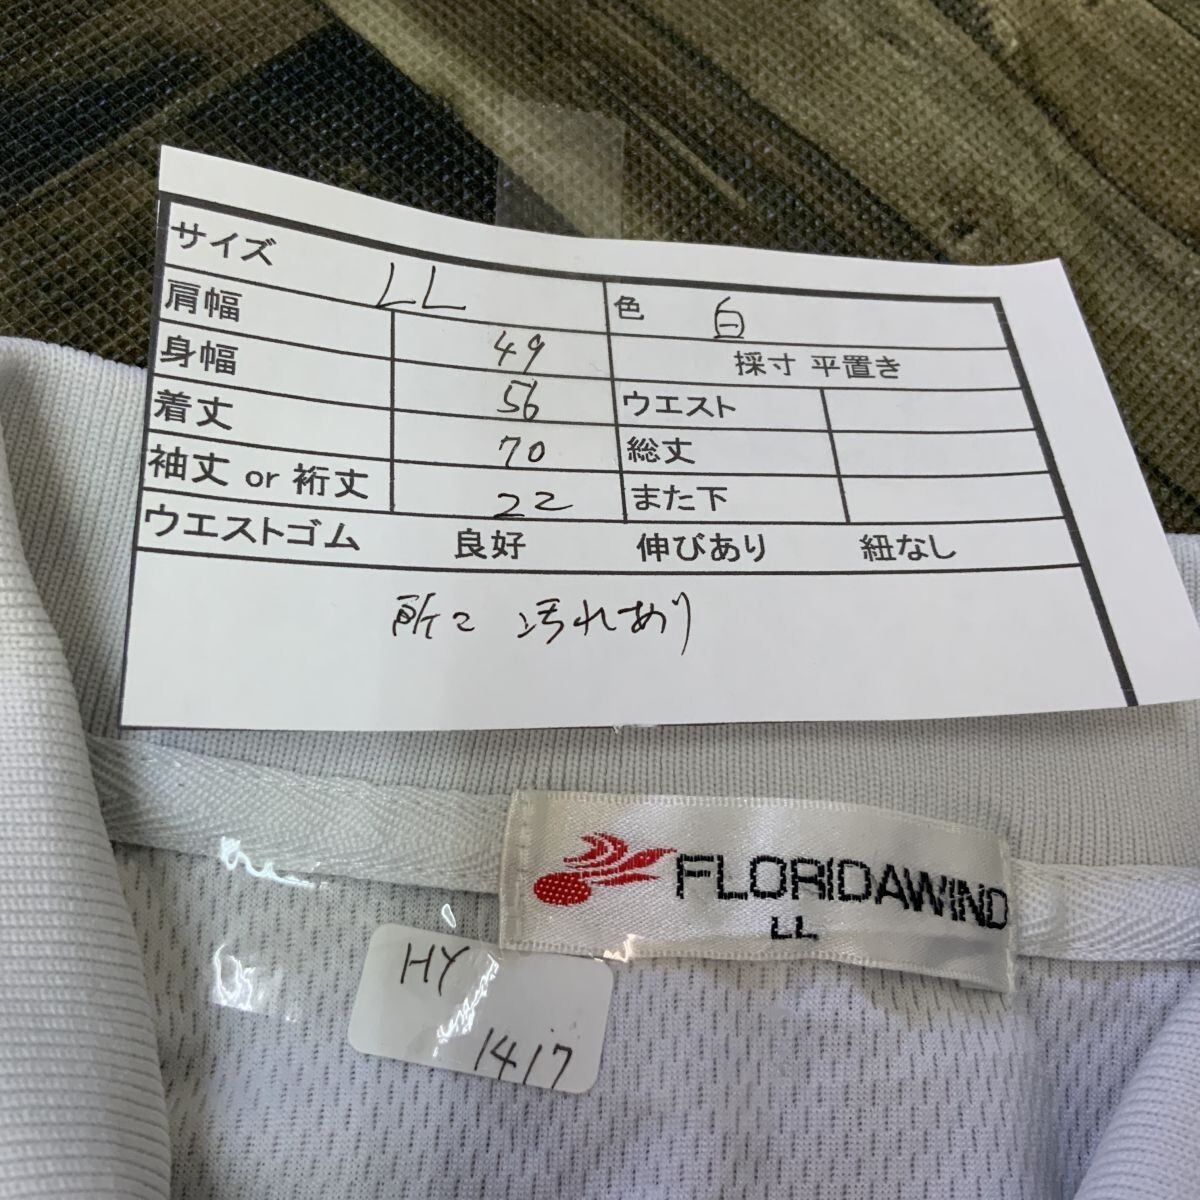 サイズ LL 色 白
肩幅 49 採寸 平置き
身幅 56 ウエスト
着丈 70 総丈
袖丈 or 裄丈 22 また下
ウエストゴム 良好 伸びあり 紐なし
所々 汚れあり
FLORIDAWIND
LL
HY
1417